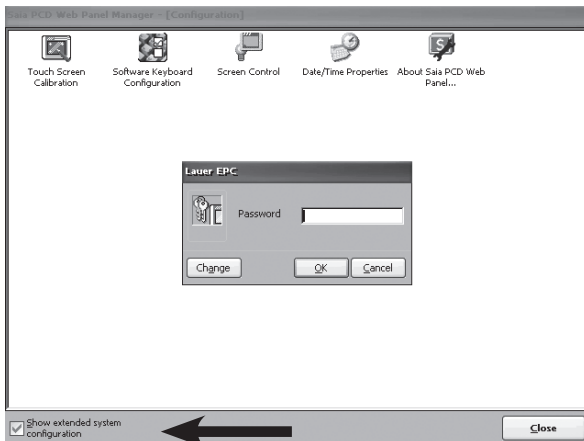 Saia PCD Web Panel Manager - [Configuration]
Touch Screen
Calibration
Software Keyboard
Configuration
Screen Control
Date/Time Properties
About Saia PCD Web
Panel...
Lauer EPC
Password
Change
OK
Cancel
Show extended system
configuration
Close